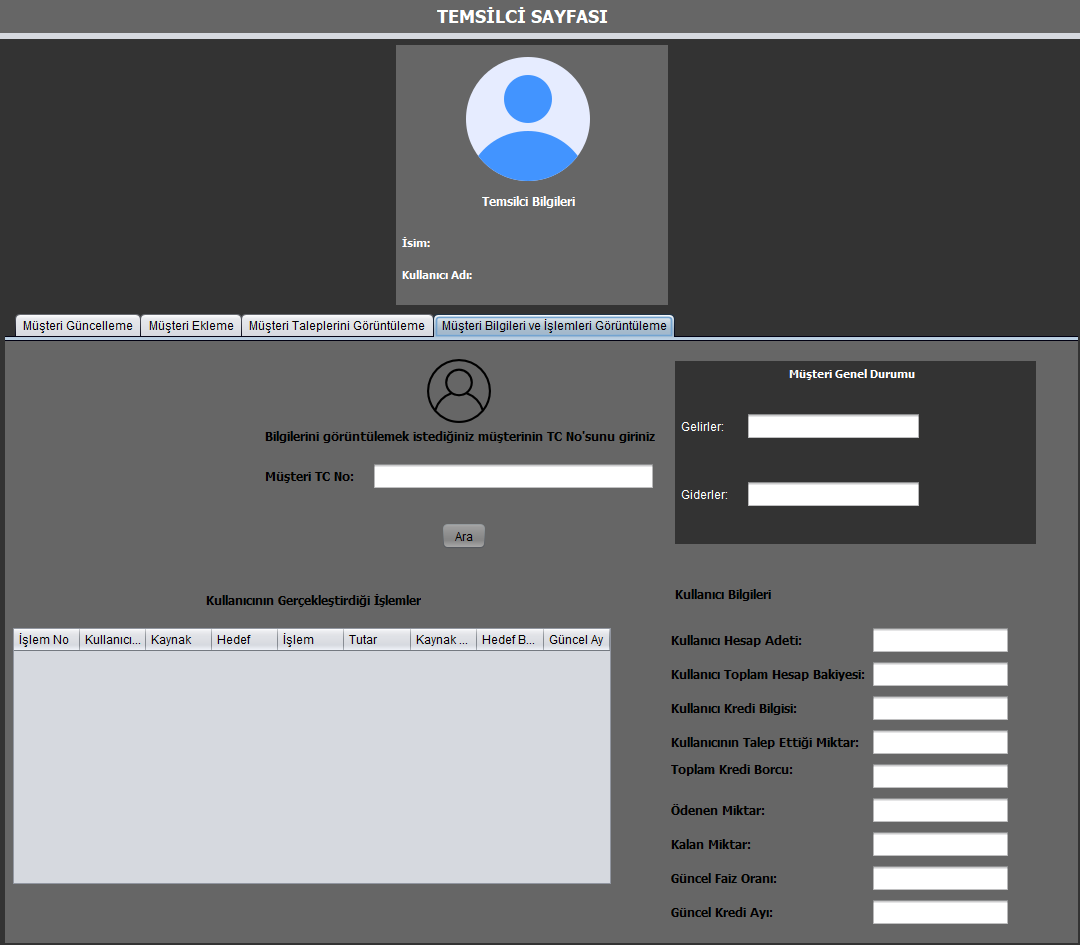 TEMSİLCİ SAYFASI
Temsilci Bilgileri
İsim:
Kullanıcı Adı:
Müşteri Güncelleme Müşteri Ekleme Müşteri Taleplerini Görüntüleme Müşteri Bilgileri ve İşlemleri Görüntüleme
Bilgilerini görüntülemek istediğiniz müşterinin TC No'sunu giriniz
Müşteri TC No:
Ara
Müşteri Genel Durumu
Gelirler:
Giderler:
Kullanıcının Gerçekleştirdiği İşlemler
İşlem No Kullanıcı... Kaynak Hedef İşlem Tutar Kaynak ... Hedef B... Güncel Ay
Kullanıcı Bilgileri
Kullanıcı Hesap Adeti:
Kullanıcı Toplam Hesap Bakiyesi:
Kullanıcı Kredi Bilgisi:
Kullanıcının Talep Ettiği Miktar:
Toplam Kredi Borcu:
Ödenen Miktar:
Kalan Miktar:
Güncel Faiz Oranı:
Güncel Kredi Ayı: